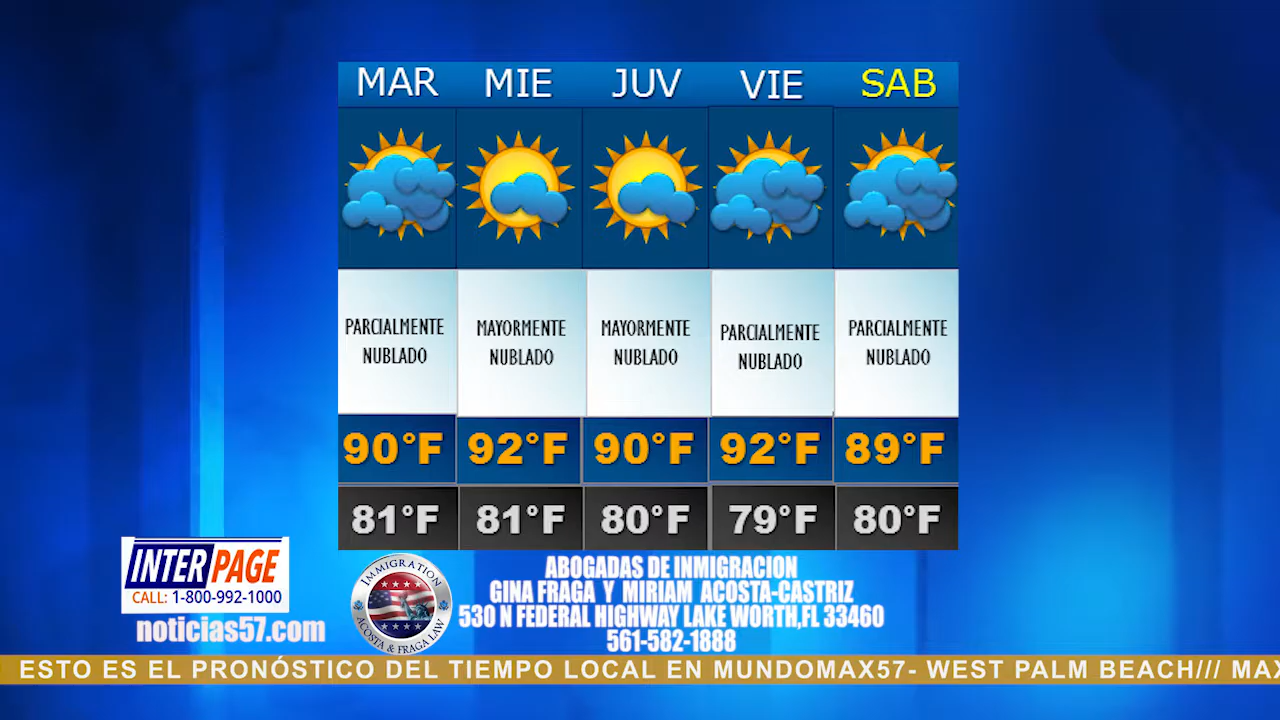 MAR MIE JUV VIE SAB
PARCIALMENTE NUBLADO
MAYORMENTE NUBLADO
MAYORMENTE NUBLADO
PARCIALMENTE NUBLADO
PARCIALMENTE NUBLADO
90°F 92°F 90°F 92°F 89°F
81°F 81°F 80°F 79°F 80°F
INTERPAGE
CALL: 1-800-992-1000
noticias57.com
IMMIGRATION
ACOSTA & FRAGA LAW
ABOGADAS DE INMIGRACION
GINA FRAGA Y MIRIAM ACOSTA-CASTRIZ
530 N FEDERAL HIGHWAY LAKE WORTH,FL 33460
561-582-1888
ESTO ES EL PRONÓSTICO DEL TIEMPO LOCAL EN MUNDOMAX57- WEST PALM BEACH/// MAX